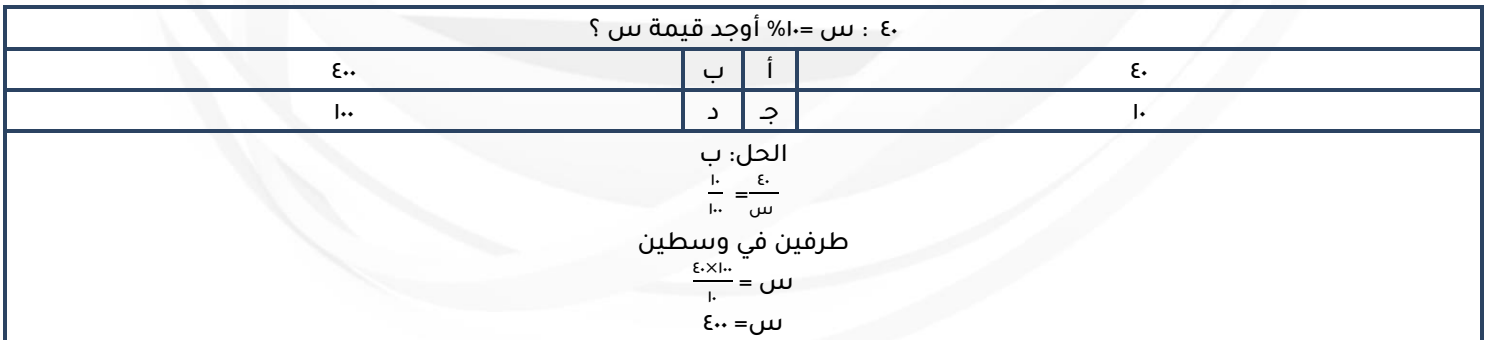 ٤٠ : س =١٠% أوجد قيمة س ؟
٤٠ أ ب ٤٠٠
١٠ جـ د ١٠٠
الحل: ب
٤٠/س = ١٠/١٠٠
طرفين في وسطين
س = ٤٠×١٠٠/١٠
س= ٤٠٠